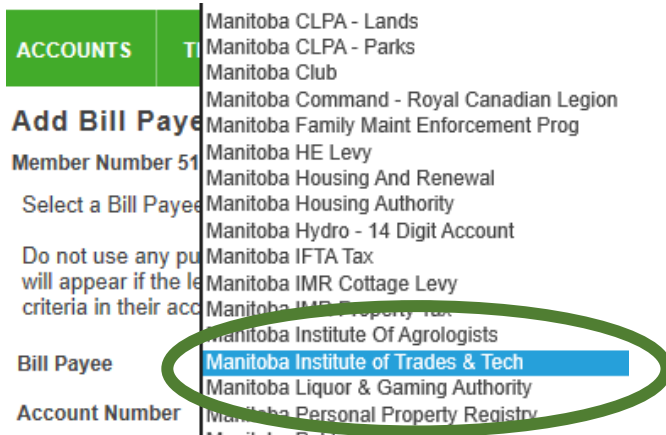 ACCOUNTS
Add Bill Paye
Member Number 51
Select a Bill Payee
Do not use any pu
will appear if the le
criteria in their acc
Bill Payee
Account Number
Manitoba CLPA - Lands
Manitoba CLPA - Parks
Manitoba Club
Manitoba Command - Royal Canadian Legion
Manitoba Family Maint Enforcement Prog
Manitoba HE Levy
Manitoba Housing And Renewal
Manitoba Housing Authority
Manitoba Hydro - 14 Digit Account
Manitoba IFTA Tax
Manitoba IMR Cottage Levy
Manitoba IMR Property Tax
Manitoba Institute Of Agrologists
Manitoba Institute of Trades & Tech
Manitoba Liquor & Gaming Authority
Manitoba Personal Property Registry